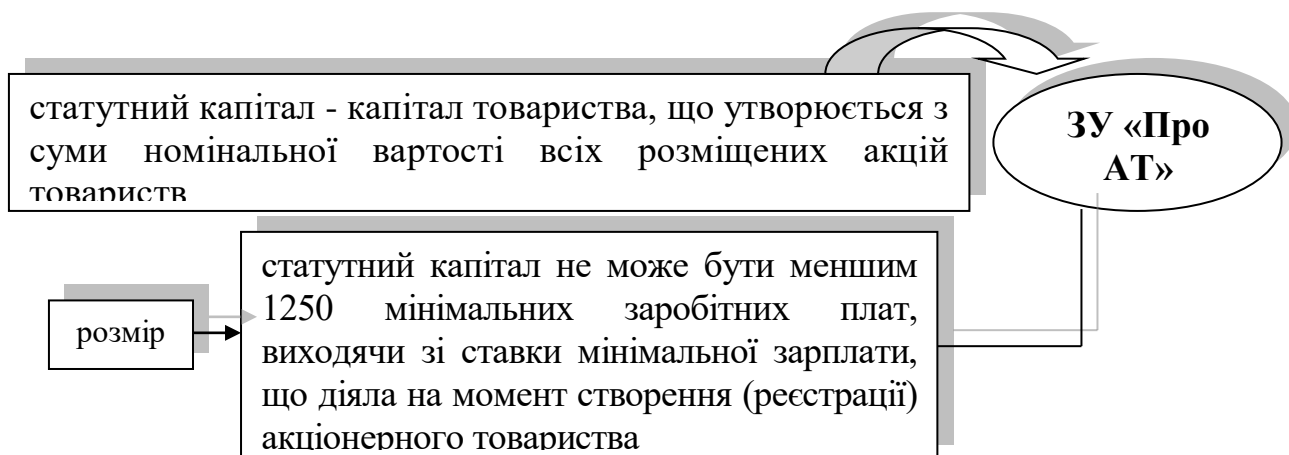 статутний капітал - капітал товариства, що утворюється з
суми номінальної вартості всіх розміщених акцій
товариств
ЗУ «Про
АТ»
розмір
статутний капітал не може бути меншим
1250 мінімальних заробітних плат,
виходячи зі ставки мінімальної зарплати,
що діяла на момент створення (реєстрації)
акціонерного товариства